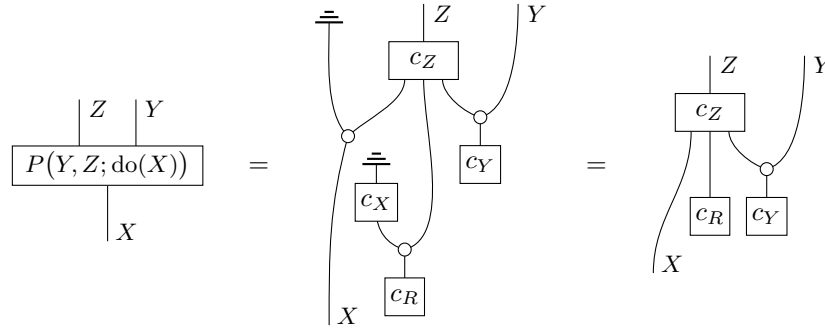 Z Y
Z
Y
c_Z
c_Z
Z Y
P(Y, Z; do(X))
=
=
c_Y
c_X
c_R c_Y
X
X
c_R
X